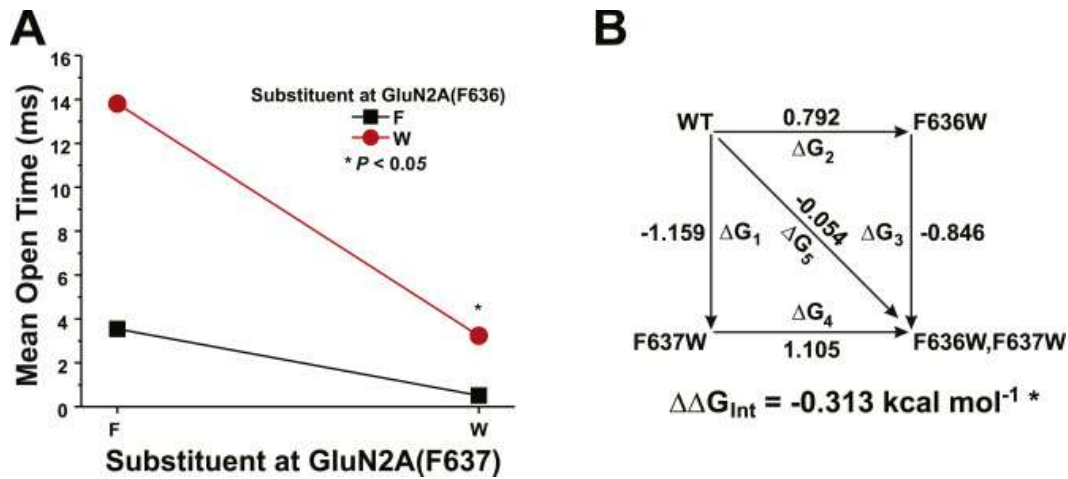 A
Mean Open Time (ms)
16
14
12
10
8
6
4
2
0
Substituent at GluN2A(F636)
F
W
* P < 0.05
*
F
W
Substituent at GluN2A(F637)
B
WT
0.792
ΔG2
F636W
-1.159
ΔG1
-0.054
ΔG5
ΔG3
-0.846
F637W
ΔG4
1.105
F636W,F637W
ΔΔGInt = -0.313 kcal mol-1 *